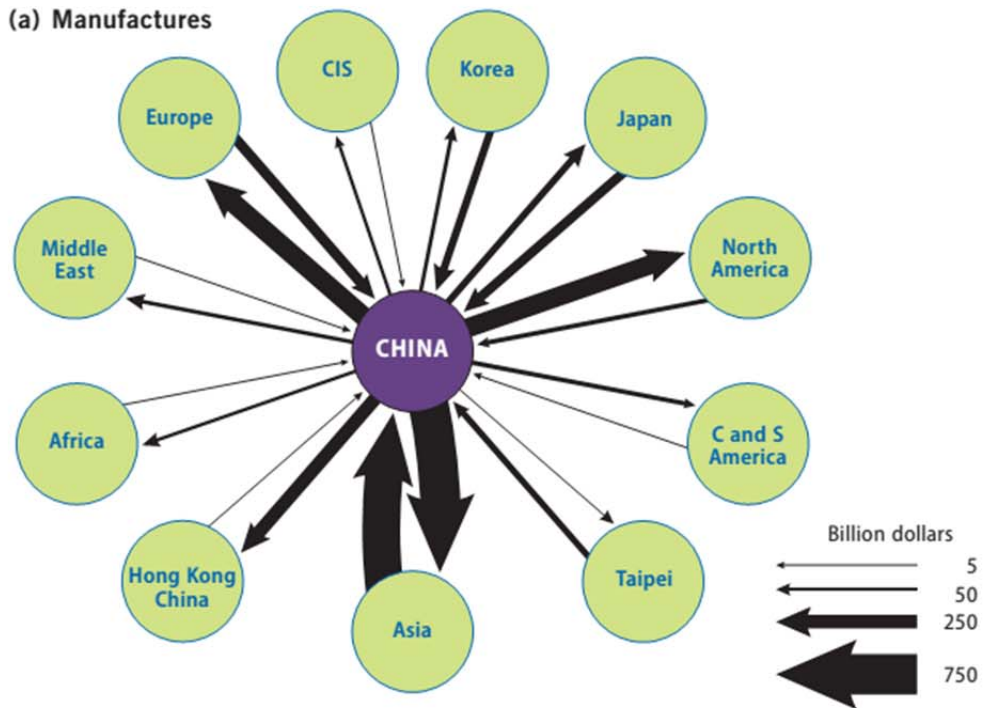 (a) Manufactures
CIS
Korea
Europe
Japan
Middle
East
North
America
CHINA
Africa
C and S
America
Hong Kong
China
Asia
Taipei
Billion dollars
5
50
250
750